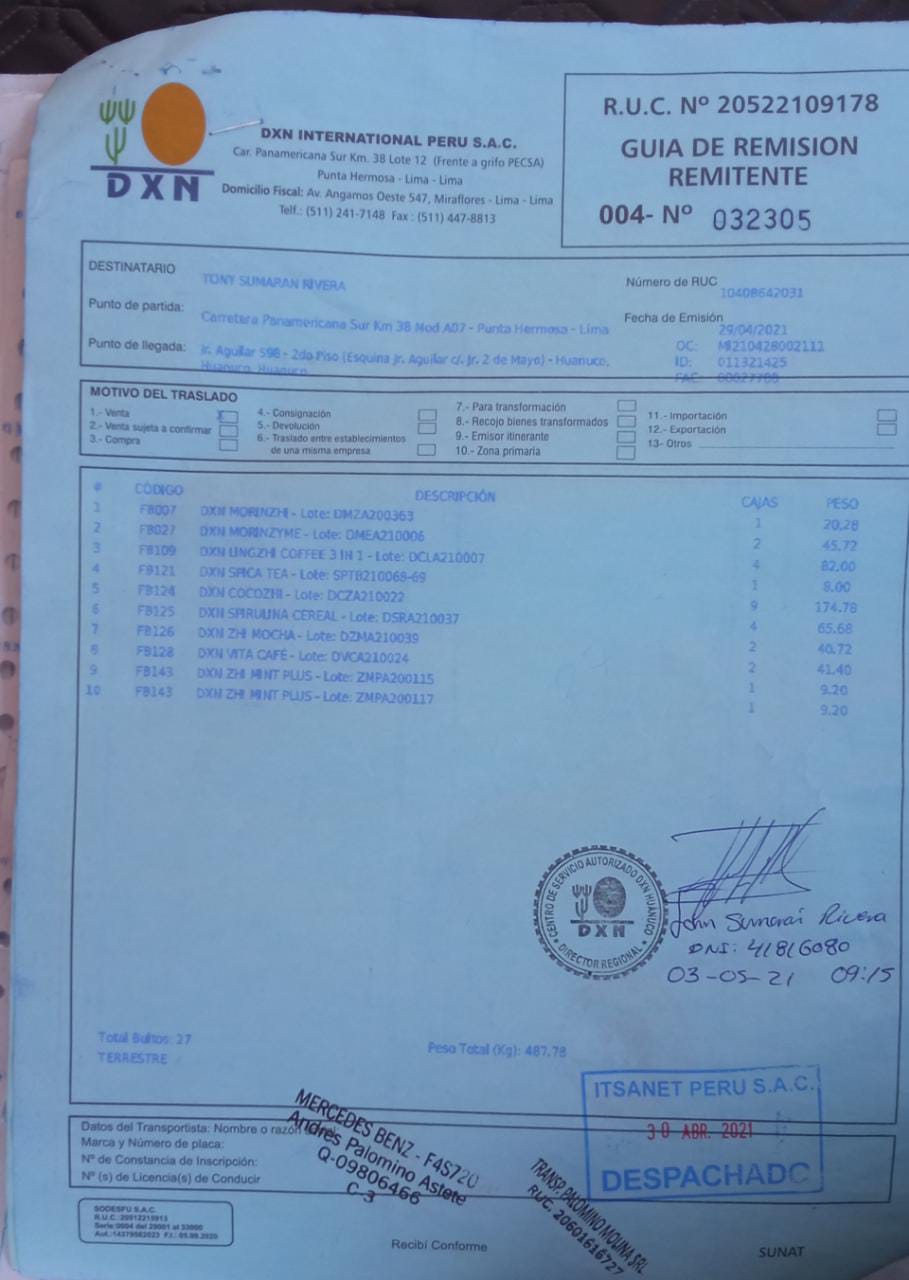 DXN
DXN INTERNATIONAL PERU S.A.C.
Car. Panamericana Sur Km. 38 Lote 12 (Frente a grifo PECSA)
Punta Hermosa - Lima - Lima
Domicilio Fiscal: Av. Angamos Oeste 547, Miraflores - Lima - Lima
Telf.: (511) 241-7148 Fax : (511) 447-8813
R.U.C. Nº 20522109178
GUIA DE REMISION
REMITENTE
004- Nº 032305
DESTINATARIO TONY SUMARAN RIVERA
Número de RUC 10408642031
Punto de partida: Carretera Panamericana Sur Km 38 Mod A07 - Punta Hermosa - Lima
Fecha de Emisión 29/04/2021
Punto de llegada: Jr. Aguilar 598 - 2do Piso (Esquina Jr. Aguilar c/. Jr. 2 de Mayo) - Huanuco,
Huanuco, Huanuco
OC: MI210428002111
ID: 011321425
FAC: 00027788
MOTIVO DEL TRASLADO
1.- Venta X
2.- Venta sujeta a confirmar
3.- Compra
4.- Consignación
5.- Devolución
6.- Traslado entre establecimientos
de una misma empresa
7.- Para transformación
8.- Recojo bienes transformados
9.- Emisor itinerante
10.- Zona primaria
11.- Importación
12.- Exportación
13- Otros
# CÓDIGO DESCRIPCIÓN CAJAS PESO
1 FB007 DXN MORINZHI - Lote: DMZA200363 1 20.28
2 FB027 DXN MORINZYME - Lote: DMEA210006 2 45.72
3 FB109 DXN LINGZHI COFFEE 3 IN 1 - Lote: DCLA210007 4 82.00
4 FB121 DXN SPICA TEA - Lote: SPTB210068-69 1 8.00
5 FB124 DXN COCOZHI - Lote: DCZA210022 9 174.78
6 FB125 DXN SPIRULINA CEREAL - Lote: DSRA210037 4 65.68
7 FB126 DXN ZHI MOCHA - Lote: DZMA210039 2 40.72
8 FB128 DXN VITA CAFÉ - Lote: DVCA210024 2 41.40
9 FB143 DXN ZHI MINT PLUS - Lote: ZMPA200115 1 9.20
10 FB143 DXN ZHI MINT PLUS - Lote: ZMPA200117 1 9.20
CENTRO DE SERVICIO AUTORIZADO DXN HUANUCO
DXN
DIRECTOR REGIONAL
John Sumarai Rivera
DNI: 41816080
03-05-21 09:15
Total Bultos: 27
TERRESTRE
Peso Total (Kg): 487.78
ITSANET PERU S.A.C.
30 ABR. 2021
DESPACHADO
Datos del Transportista: Nombre o razón
Marca y Número de placa:
Nº de Constancia de Inscripción:
Nº (s) de Licencia(s) de Conducir
MERCEDES BENZ - F4S720
Andres Palomino Astete
Q-09806466
C-3
TRANSP. PALOMINO MOLINA SRL
RUC. 20601616727
SODESFU S.A.C.
R.U.C.:20512215913
Serie:0004 del 29001 al 33000
Aut.:14379582023 F.I.: 05.09.2020
Recibí Conforme
SUNAT